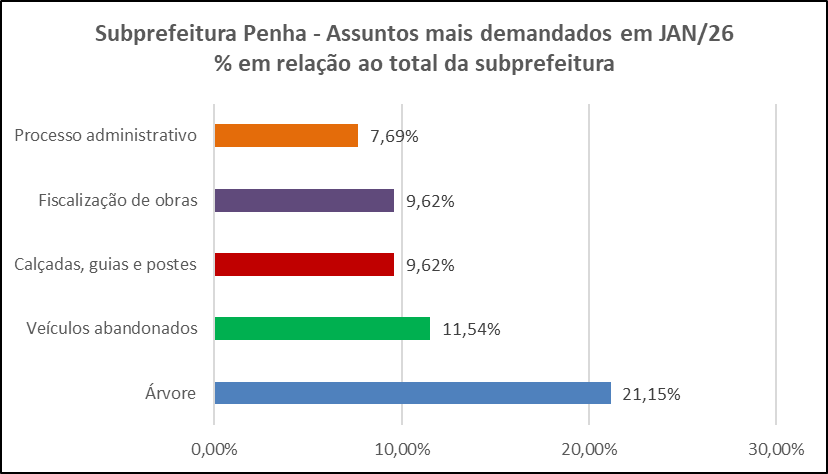 Subprefeitura Penha - Assuntos mais demandados em JAN/26
% em relação ao total da subprefeitura
Processo administrativo 7,69%
Fiscalização de obras 9,62%
Calçadas, guias e postes 9,62%
Veículos abandonados 11,54%
Árvore 21,15%
0,00% 10,00% 20,00% 30,00%